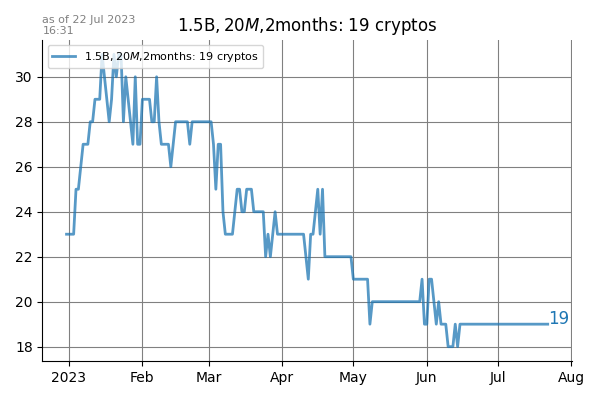 as of 22 Jul 2023
16:31
1.5B, 20M,2months: 19 cryptos
1.5B, 20M,2months: 19 cryptos
30
28
26
24
22
20
18
19
2023 Feb Mar Apr May Jun Jul Aug